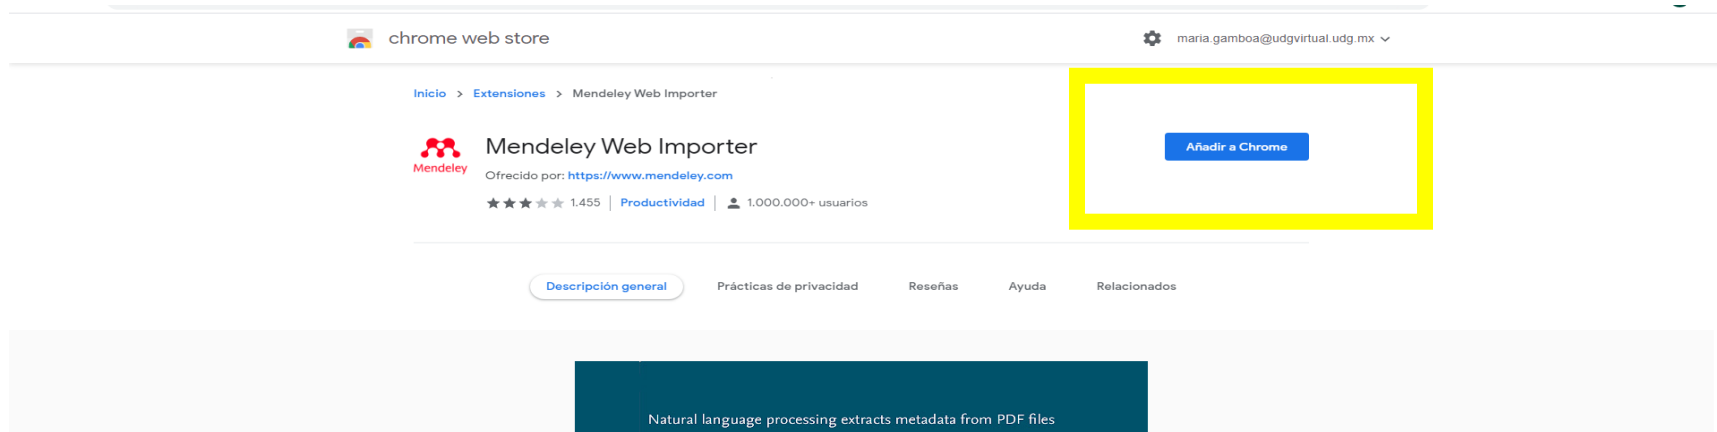 chrome web store
maria.gamboa@udgvirtual.udg.mx
Inicio > Extensiones > Mendeley Web Importer
Mendeley
Mendeley Web Importer
Añadir a Chrome
Ofrecido por: https://www.mendeley.com
1.455 | Productividad | 1.000.000+ usuarios
Descripción general Prácticas de privacidad Reseñas Ayuda Relacionados
Natural language processing extracts metadata from PDF files